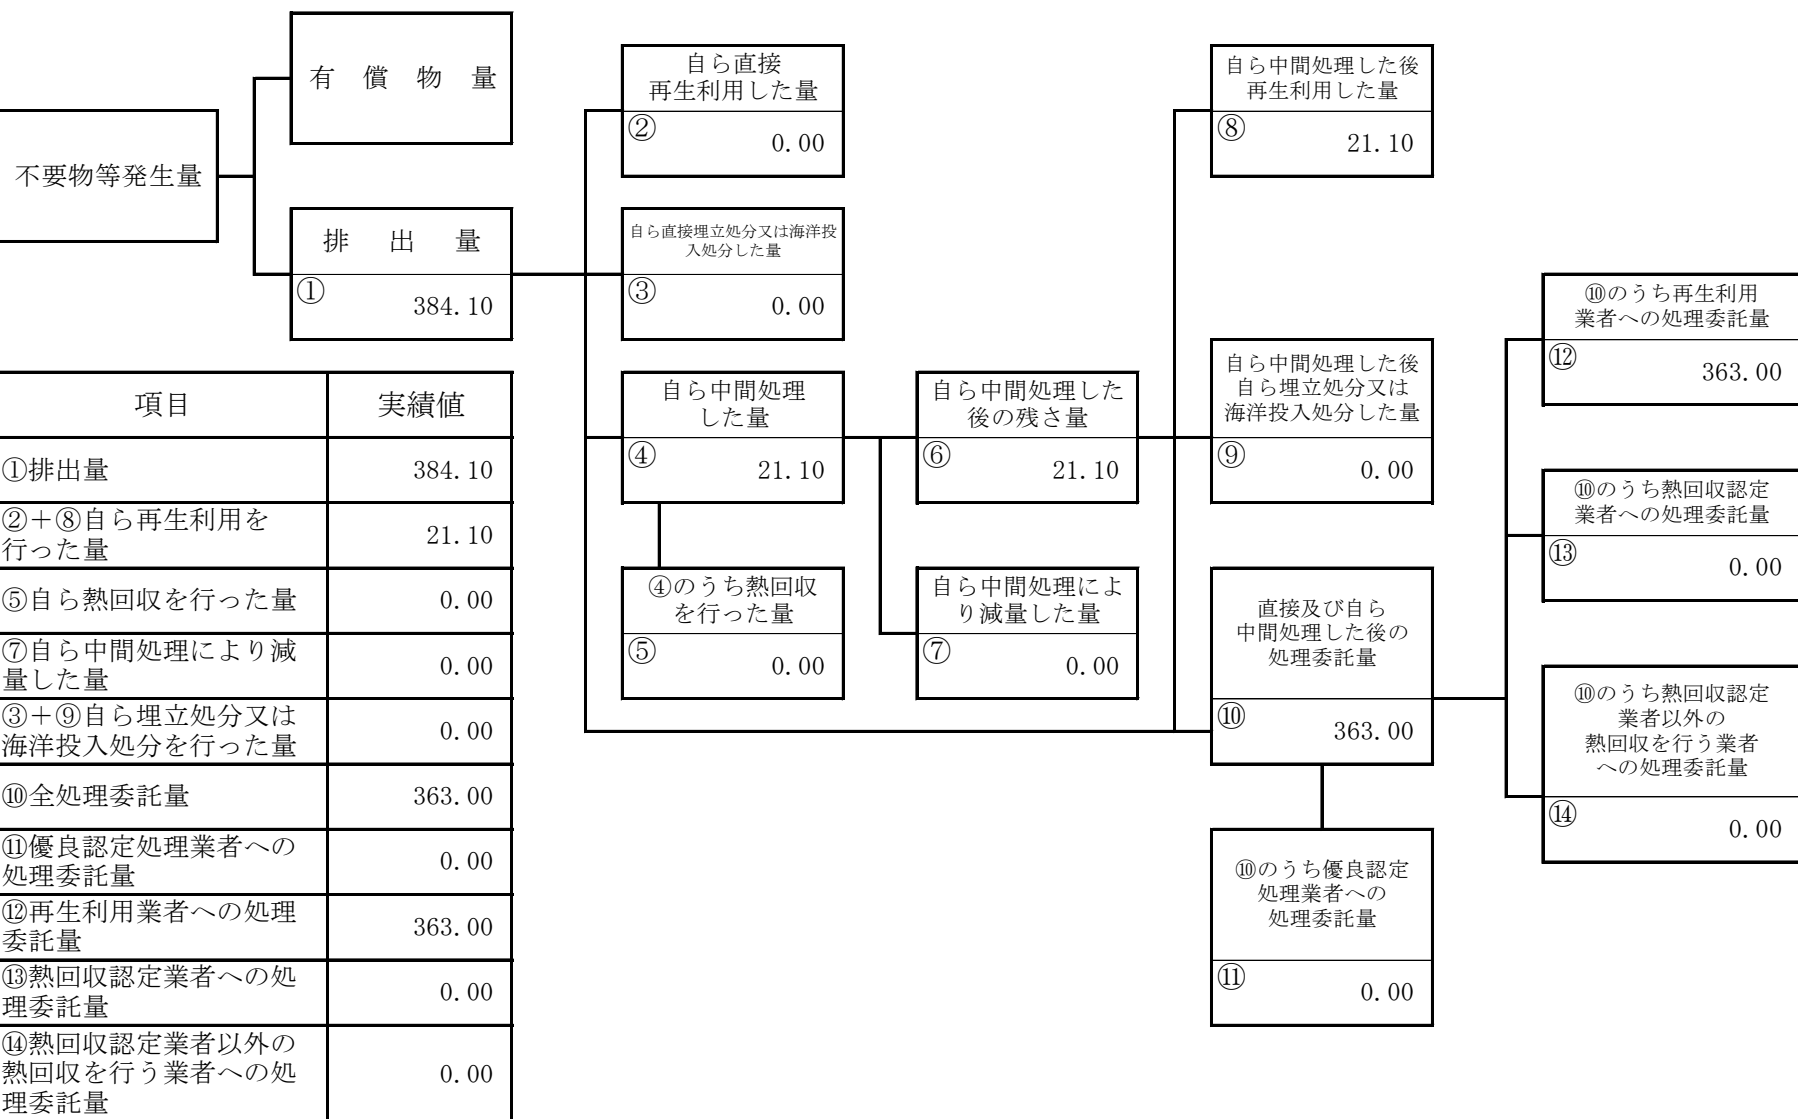 有　償　物　量
不要物等発生量
排　出　量
①
384.10
自ら直接
再生利用した量
②
0.00
自ら直接埋立処分又は海洋投
入処分した量
③
0.00
自ら中間処理
した量
④
21.10
④のうち熱回収
を行った量
⑤
0.00
自ら中間処理した
後の残さ量
⑥
21.10
自ら中間処理によ
り減量した量
⑦
0.00
自ら中間処理した後
再生利用した量
⑧
21.10
自ら中間処理した後
自ら埋立処分又は
海洋投入処分した量
⑨
0.00
直接及び自ら
中間処理した後の
処理委託量
⑩
363.00
⑩のうち優良認定
処理業者への
処理委託量
⑪
0.00
⑩のうち再生利用
業者への処理委託量
⑫
363.00
⑩のうち熱回収認定
業者への処理委託量
⑬
0.00
⑩のうち熱回収認定
業者以外の
熱回収を行う業者
への処理委託量
⑭
0.00
項目 実績値
①排出量 384.10
②＋⑧自ら再生利用を
行った量 21.10
⑤自ら熱回収を行った量 0.00
⑦自ら中間処理により減
量した量 0.00
③＋⑨自ら埋立処分又は
海洋投入処分を行った量 0.00
⑩全処理委託量 363.00
⑪優良認定処理業者への
処理委託量 0.00
⑫再生利用業者への処理
委託量 363.00
⑬熱回収認定業者への処
理委託量 0.00
⑭熱回収認定業者以外の
熱回収を行う業者への処 0.00
理委託量